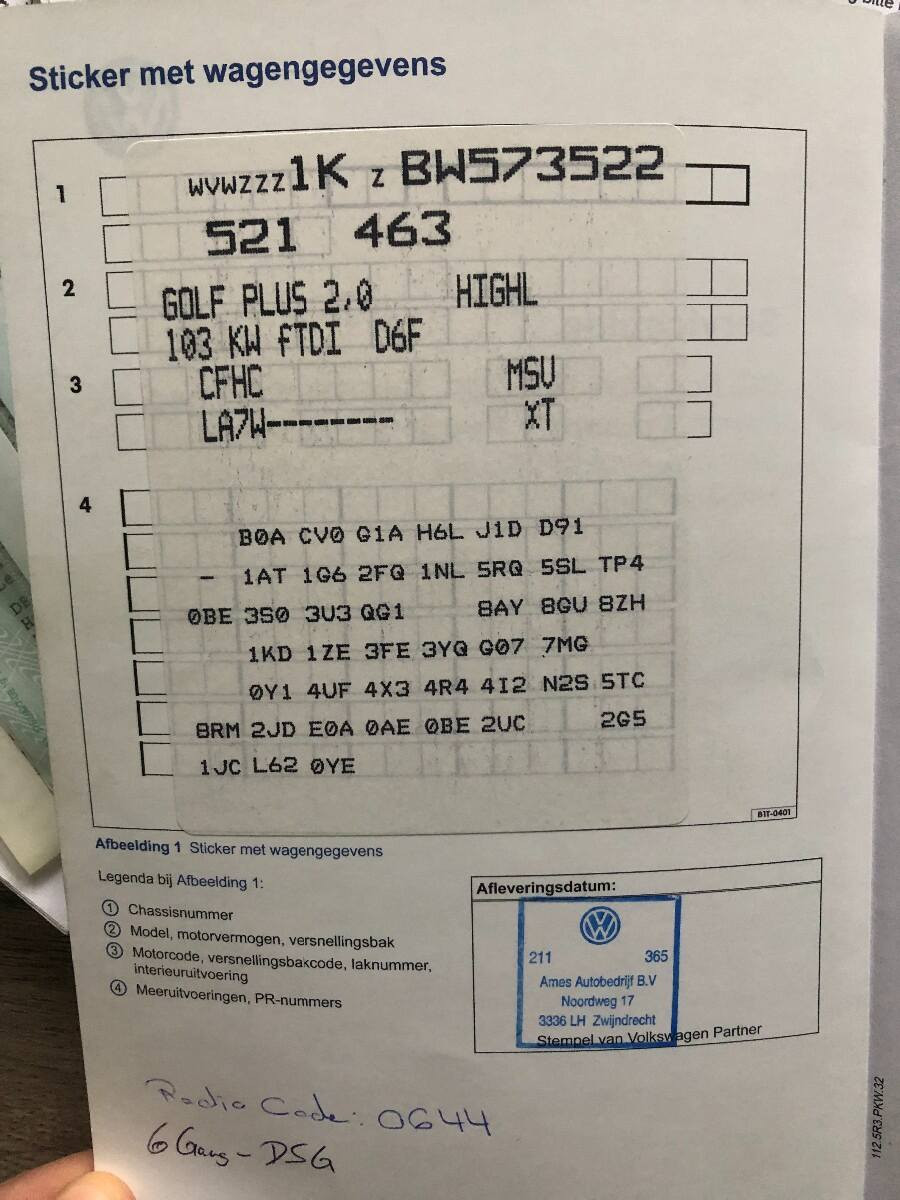 Sticker met wagengegevens
1 WVWZZZ1K Z BW573522
521 463
2 GOLF PLUS 2,0 HIGHL
103 KW fTDI D6F
3 CFHC MSU
LA7W-------- XT
4
B0A CV0 G1A H6L J1D D91
- 1AT 1G6 2FQ 1NL 5RQ 5SL TP4
0BE 3S0 3U3 QG1 8AY 8GU 8ZH
1KD 1ZE 3FE 3YQ G07 7MG
0Y1 4UF 4X3 4R4 4I2 N2S 5TC
8RM 2JD E0A 0AE 0BE 2UC 2G5
1JC L62 0YE
B1T-0401
Afbeelding 1 Sticker met wagengegevens
Legenda bij Afbeelding 1:
1 Chassisnummer
2 Model, motorvermogen, versnellingsbak
3 Motorcode, versnellingsbakcode, laknummer,
interieuruitvoering
4 Meeruitvoeringen, PR-nummers
Afleveringsdatum:
211 365
Ames Autobedrijf B.V
Noordweg 17
3336 LH Zwijndrecht
Stempel van Volkswagen Partner
Radio Code: 0644
6 Gang-DSG
112.5R3.PKW.32